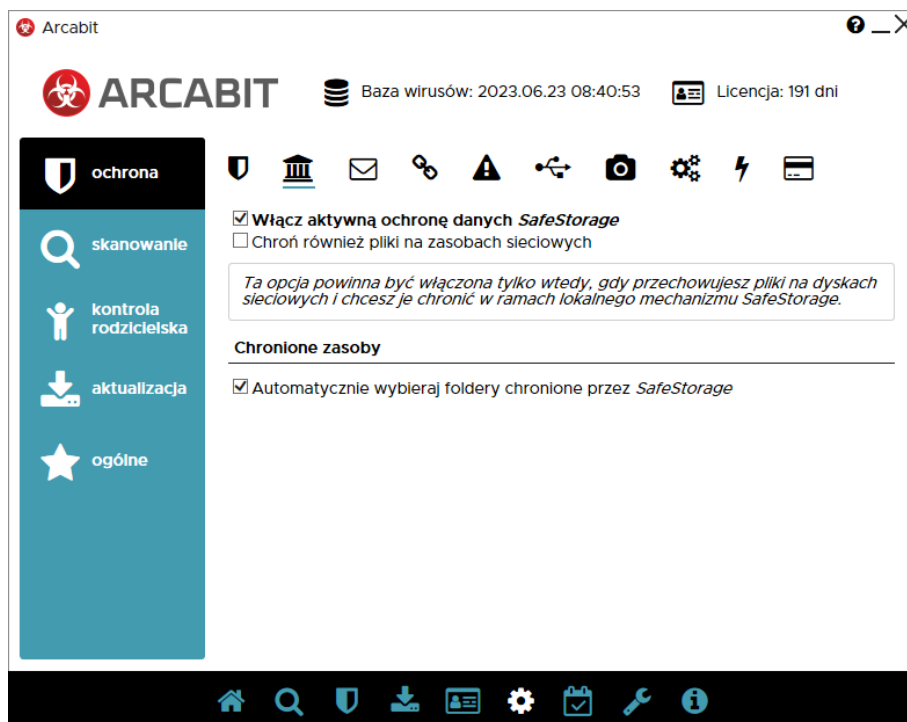 Arcabit
ARCABIT
Baza wirusów: 2023.06.23 08:40:53
Licencja: 191 dni
ochrona
skanowanie
kontrola
rodzicielska
aktualizacja
ogólne
Włącz aktywną ochronę danych SafeStorage
Chroń również pliki na zasobach sieciowych
Ta opcja powinna być włączona tylko wtedy, gdy przechowujesz pliki na dyskach
sieciowych i chcesz je chronić w ramach lokalnego mechanizmu SafeStorage.
Chronione zasoby
Automatycznie wybieraj foldery chronione przez SafeStorage